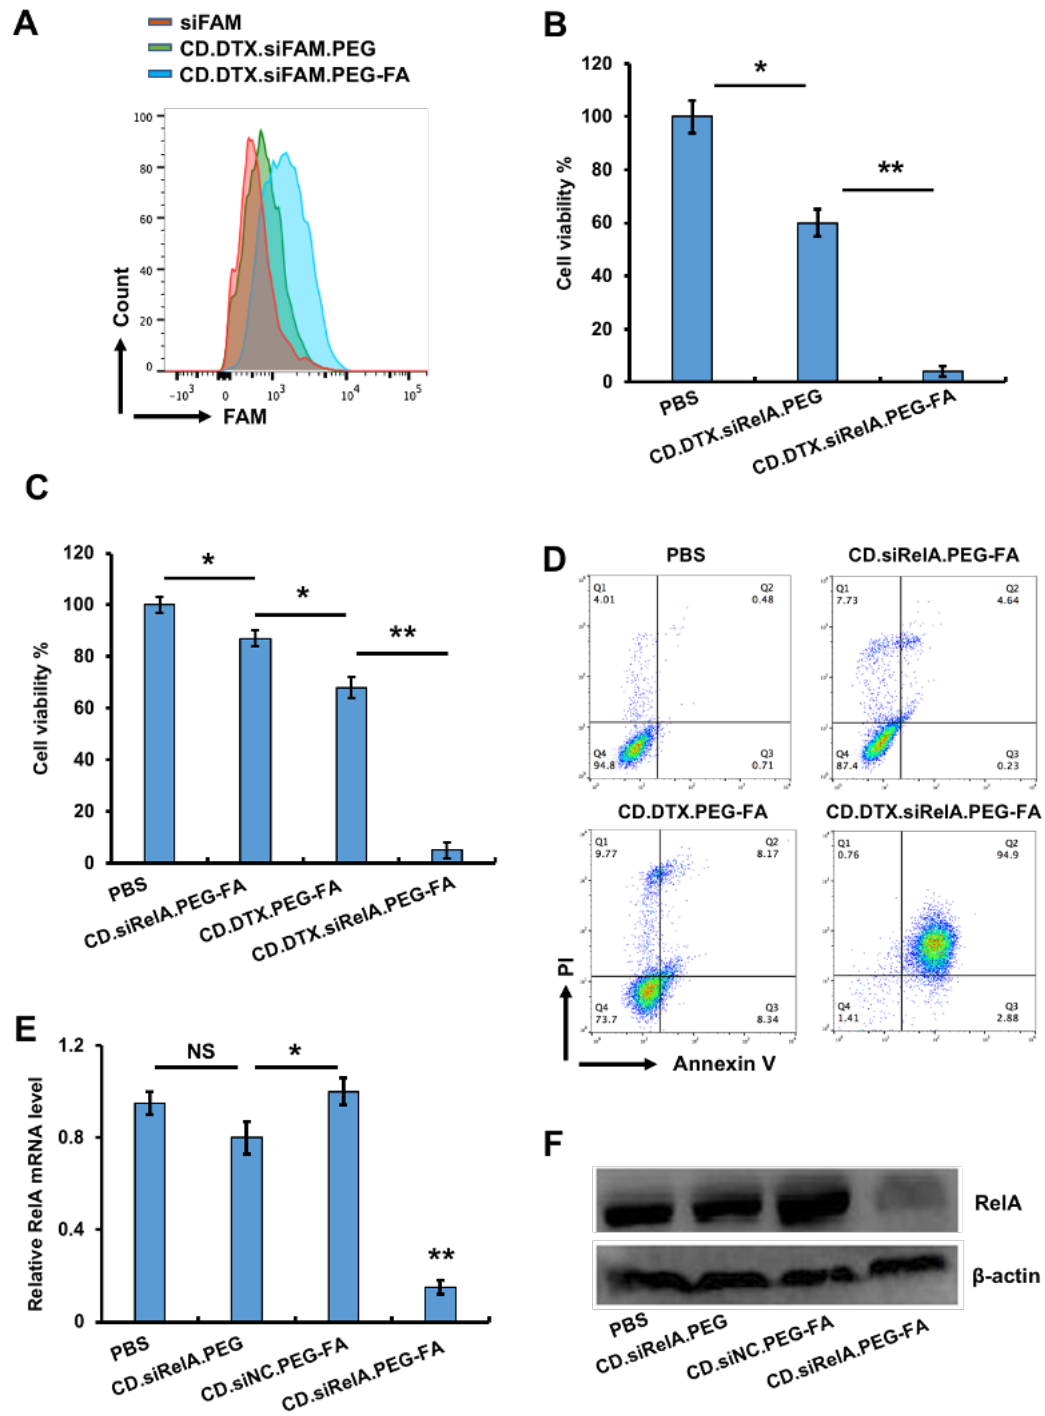 A
siFAM
CD.DTX.siFAM.PEG
CD.DTX.siFAM.PEG-FA
100
80
60
40
20
0
Count
-10³ 0 10³ 10⁴ 10⁵
FAM
B
120
100
80
60
40
20
0
Cell viability %
*
**
PBS
CD.DTX.siRelA.PEG
CD.DTX.siRelA.PEG-FA
C
120
100
80
60
40
20
0
Cell viability %
*
*
**
PBS
CD.siRelA.PEG-FA
CD.DTX.PEG-FA
CD.DTX.siRelA.PEG-FA
D
PBS
Q1
4.01
Q2
0.48
Q4
94.8
Q3
0.71
CD.siRelA.PEG-FA
Q1
7.73
Q2
4.64
Q4
87.4
Q3
0.23
CD.DTX.PEG-FA
Q1
9.77
Q2
8.17
Q4
73.7
Q3
8.34
CD.DTX.siRelA.PEG-FA
Q1
0.76
Q2
94.9
Q4
1.41
Q3
2.88
PI
Annexin V
E
1.2
0.8
0.4
0
Relative RelA mRNA level
NS
*
**
PBS
CD.siRelA.PEG
CD.siNC.PEG-FA
CD.siRelA.PEG-FA
F
RelA
β-actin
PBS
CD.siRelA.PEG
CD.siNC.PEG-FA
CD.siRelA.PEG-FA